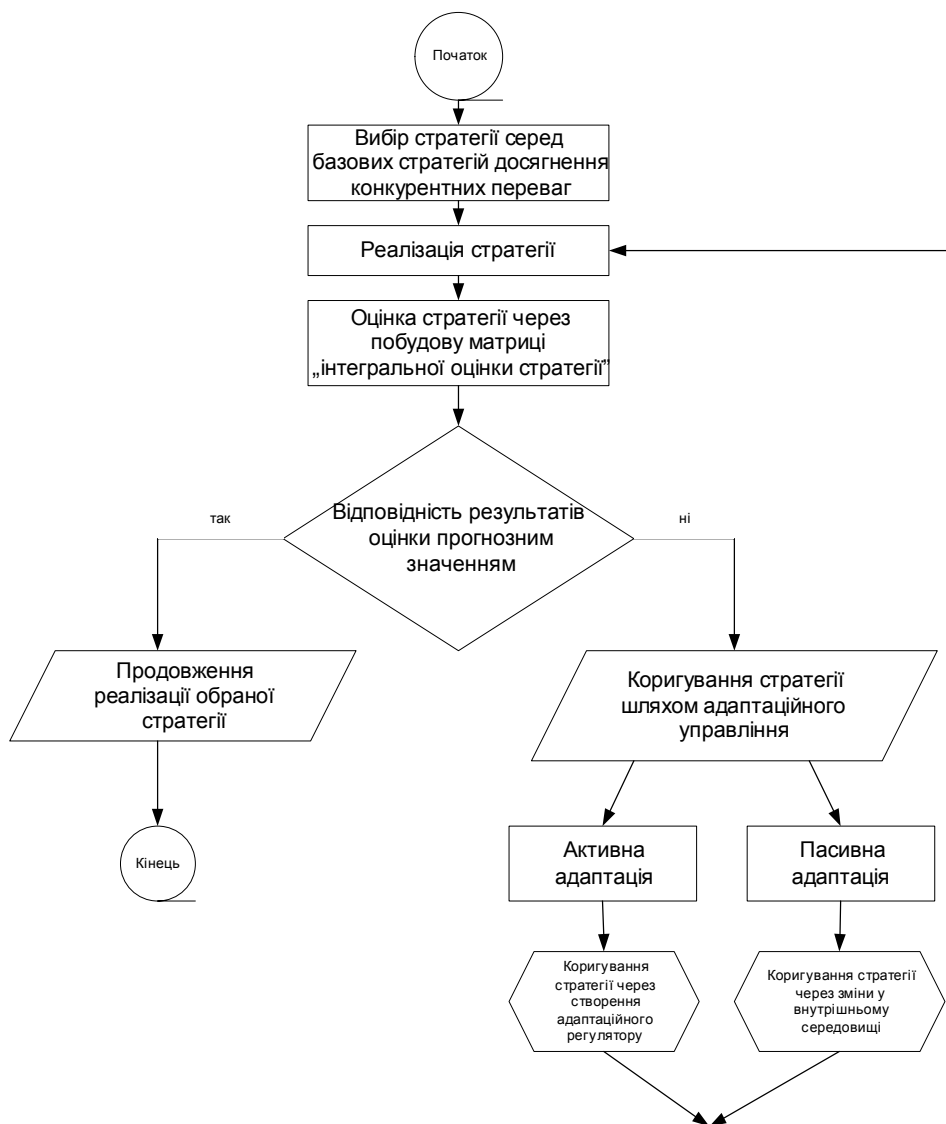 Початок
Вибір стратегії серед
базових стратегій досягнення
конкурентних переваг
Реалізація стратегії
Оцінка стратегії через
побудову матриці
„інтегральної оцінки стратегії”
Відповідність результатів
оцінки прогнозним
значенням
так
ні
Продовження
реалізації обраної
стратегії
Коригування стратегії
шляхом адаптаційного
управління
Кінець
Активна
адаптація
Пасивна
адаптація
Коригування
стратегії через
створення
адаптаційного
регулятору
Коригування стратегії
через зміни у
внутрішньому
середовищі